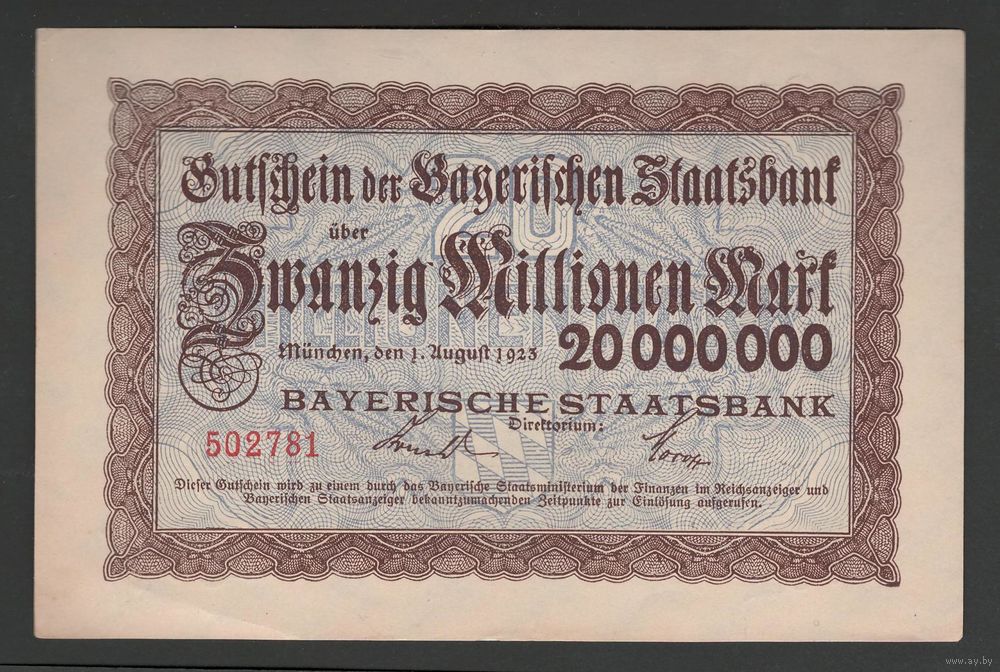 Gutschein der Bayerischen Staatsbank
über
Zwanzig Millionen Mark
München, den 1. August 1923
20 000 000
BAYERISCHE STAATSBANK
Direktorium:
502781
Dieser Gutschein wird zu einem durch das Bayerische Staatsministerium der Finanzen im Reichsanzeiger und
Bayerischen Staatsanzeiger bekanntzumachenden Zeitpunkte zur Einlösung aufgerufen.
20
www.ay.by